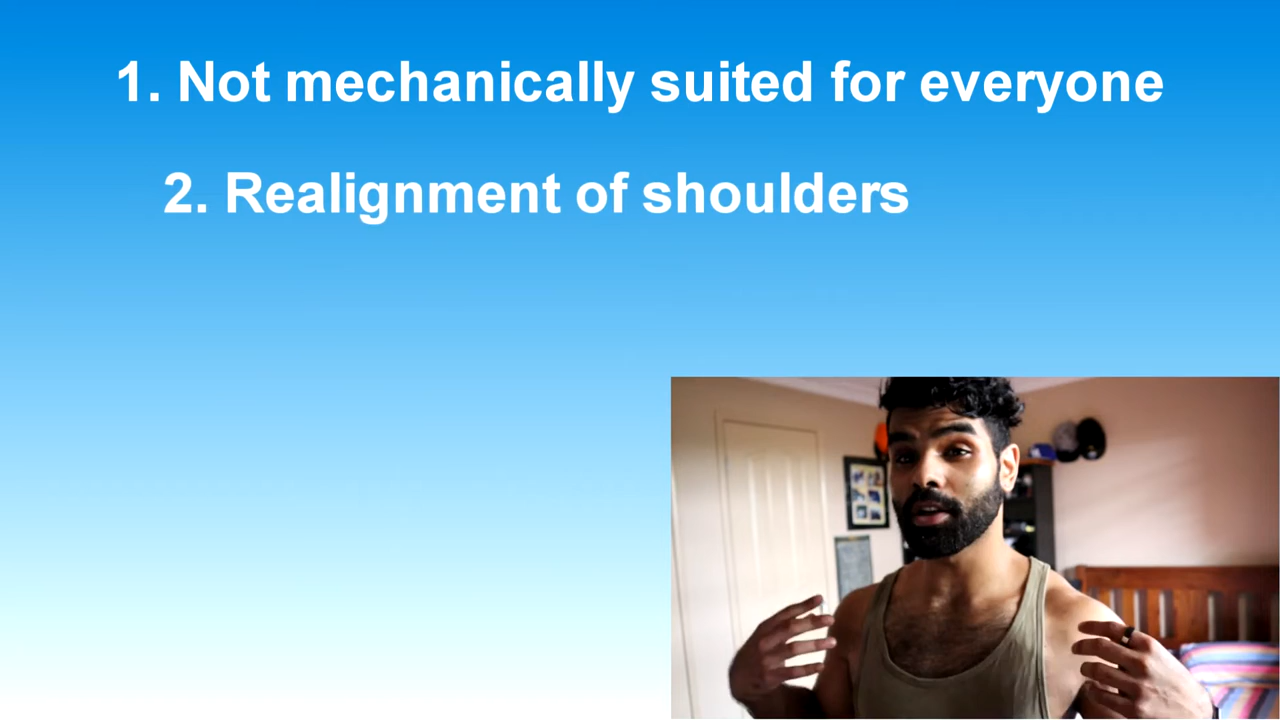 1. Not mechanically suited for everyone
2. Realignment of shoulders